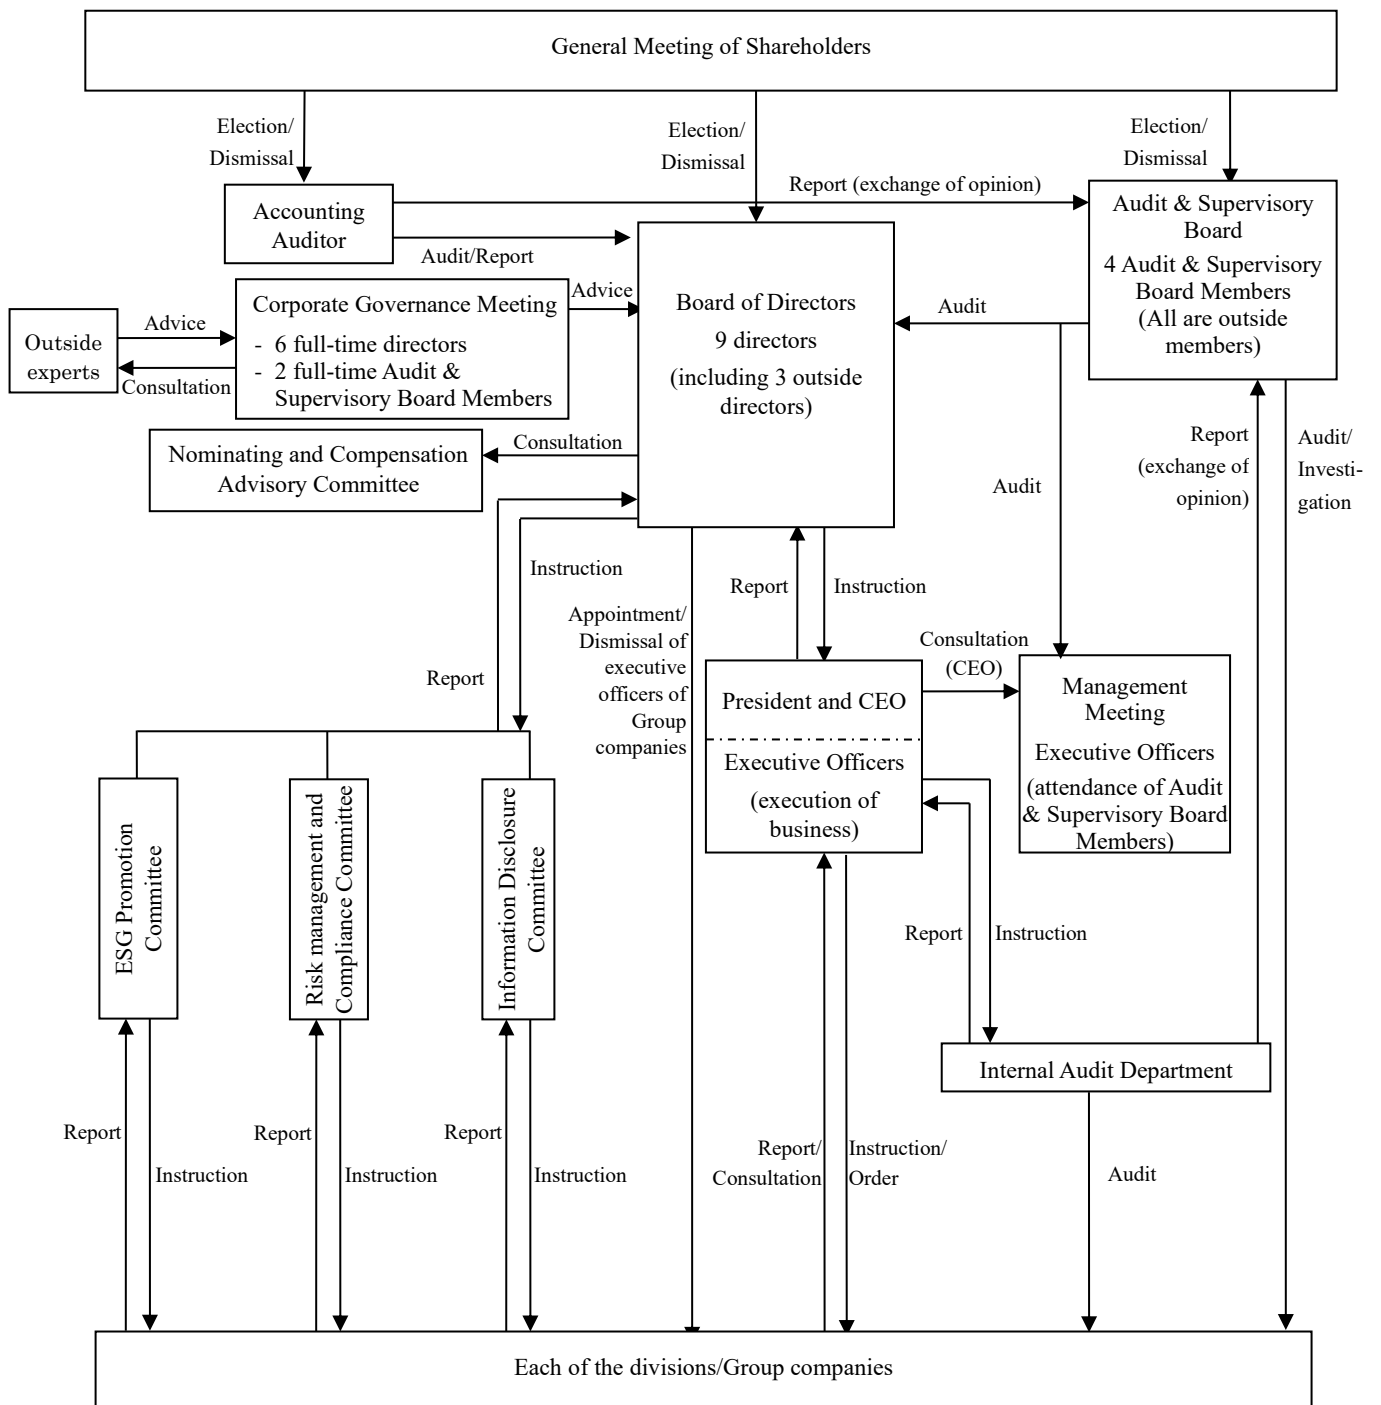 General Meeting of Shareholders
Election/
Dismissal
Election/
Dismissal
Election/
Dismissal
Accounting
Auditor
Report (exchange of opinion)
Audit/Report
Audit & Supervisory
Board
4 Audit & Supervisory
Board Members
(All are outside
members)
Outside
experts
Advice
Consultation
Corporate Governance Meeting
- 6 full-time directors
- 2 full-time Audit &
Supervisory Board Members
Advice
Board of Directors
9 directors
(including 3 outside
directors)
Audit
Nominating and Compensation
Advisory Committee
Consultation
Audit
Report
(exchange of
opinion)
Audit/
Investi-
gation
Instruction
Report
Appointment/
Dismissal of
executive
officers of
Group
companies
Report
Instruction
Consultation
(CEO)
President and CEO
Executive Officers
(execution of
business)
Management
Meeting
Executive Officers
(attendance of Audit
& Supervisory Board
Members)
ESG Promotion
Committee
Risk management and
Compliance Committee
Information Disclosure
Committee
Report
Instruction
Internal Audit Department
Report
Instruction
Report
Instruction
Report
Instruction
Report/
Consultation
Instruction/
Order
Audit
Each of the divisions/Group companies